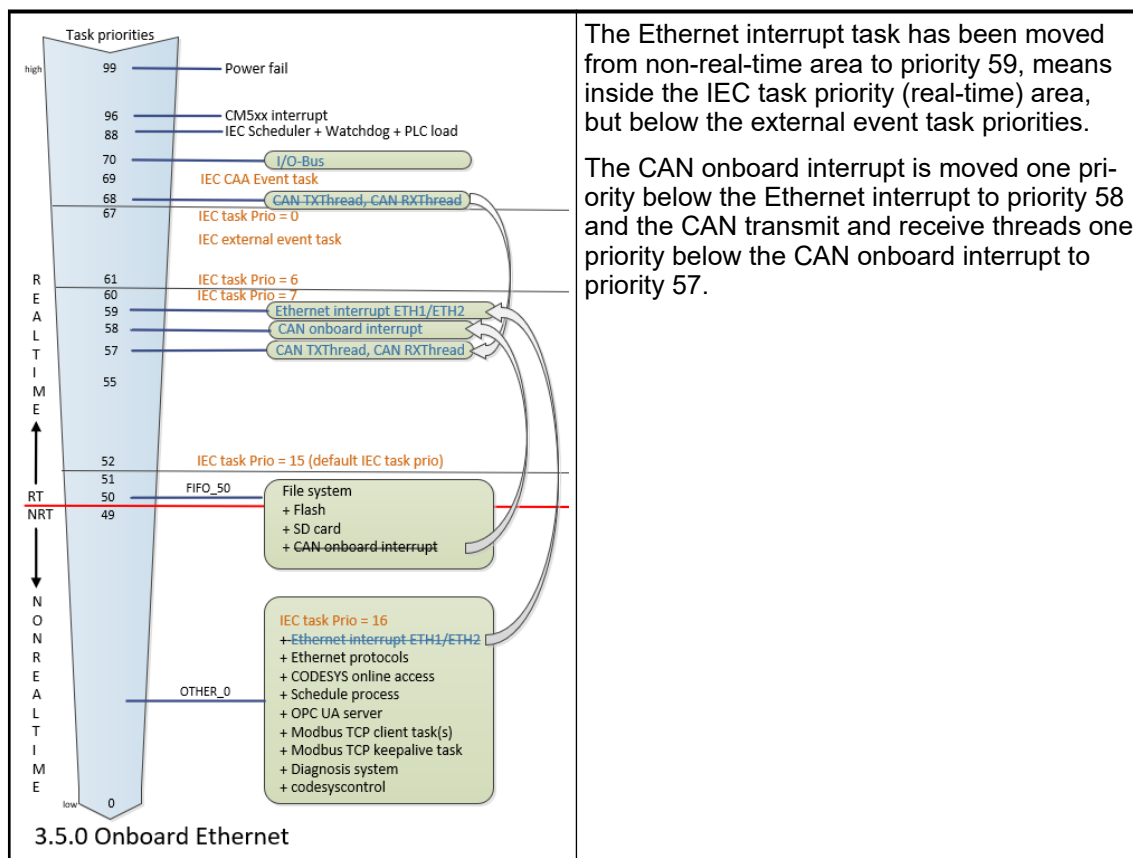 Task priorities
high
99
Power fail
96
CM5xx interrupt
88
IEC Scheduler + Watchdog + PLC load
70
I/O-Bus
69
IEC CAA Event task
68
CAN TXThread, CAN RXThread
67
IEC task Prio = 0
IEC external event task
61
IEC task Prio = 6
60
IEC task Prio = 7
59
Ethernet interrupt ETH1/ETH2
58
CAN onboard interrupt
57
CAN TXThread, CAN RXThread
55
REALTIME
52
IEC task Prio = 15 (default IEC task prio)
51
50
FIFO_50
RT
NRT
49
File system
+ Flash
+ SD card
+ CAN onboard interrupt
NONREALTIME
IEC task Prio = 16
+ Ethernet interrupt ETH1/ETH2
+ Ethernet protocols
+ CODESYS online access
+ Schedule process
+ OPC UA server
+ Modbus TCP client task(s)
+ Modbus TCP keepalive task
+ Diagnosis system
+ codesyscontrol
OTHER_0
low
0
3.5.0 Onboard Ethernet
The Ethernet interrupt task has been moved
from non-real-time area to priority 59, means
inside the IEC task priority (real-time) area,
but below the external event task priorities.
The CAN onboard interrupt is moved one pri-
ority below the Ethernet interrupt to priority 58
and the CAN transmit and receive threads one
priority below the CAN onboard interrupt to
priority 57.